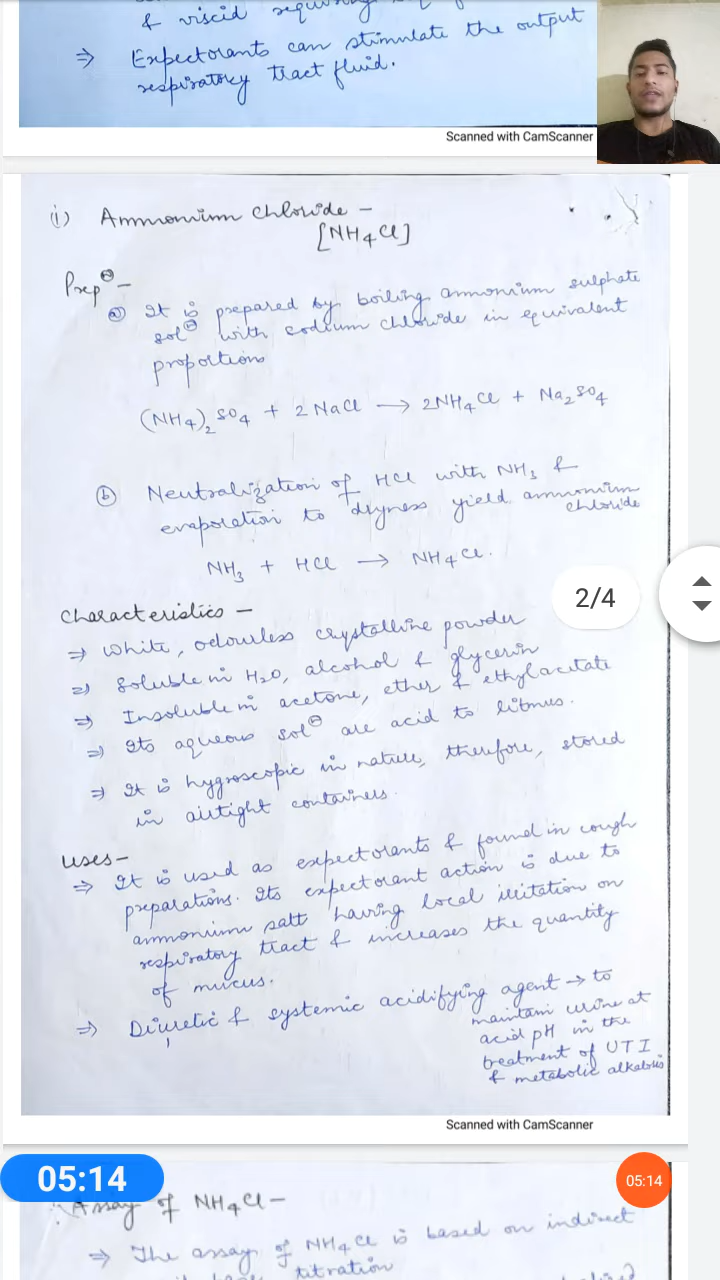 & viscid
⇒ Expectorants can stimulate the output
respiratory tract fluid.
Scanned with CamScanner
(i) Ammonium chloride -
[NH4Cl]
Prepⁿ -
(a) It is prepared by boiling ammonium sulphate
solⁿ with sodium chloride in equivalent
proportions
(NH4)2 SO4 + 2 NaCl → 2NH4Cl + Na2SO4
(b) Neutralization of HCl with NH3 &
evaporation to dryness yield ammonium
chloride
NH3 + HCl → NH4Cl.
2/4
Characteristics -
⇒ White, odourless crystalline powder
⇒ Soluble in H2O, alcohol & glycerin
⇒ Insoluble in acetone, ether & ethylacetate
⇒ Its aqueous solⁿ are acid to litmus.
⇒ It is hygroscopic in nature, therefore, stored
in airtight containers.
Uses -
⇒ It is used as expectorants & found in cough
preparations. Its expectorant action is due to
ammonium salt having local irritation on
respiratory tract & increases the quantity
of mucus.
⇒ Diuretic & systemic acidifying agent → to
maintain urine at
acid pH in the
treatment of UTI
& metabolic alkalosis
Scanned with CamScanner
05:14
05:14
Assay of NH4Cl -
⇒ The assay of NH4Cl is based on indirect
titration